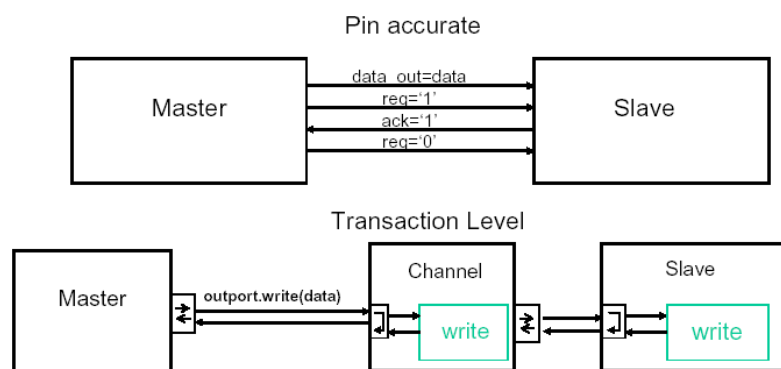 Pin accurate
Master
data_out=data
req='1'
ack='1'
req='0'
Slave
Transaction Level
Master
outport.write(data)
Channel
write
Slave
write